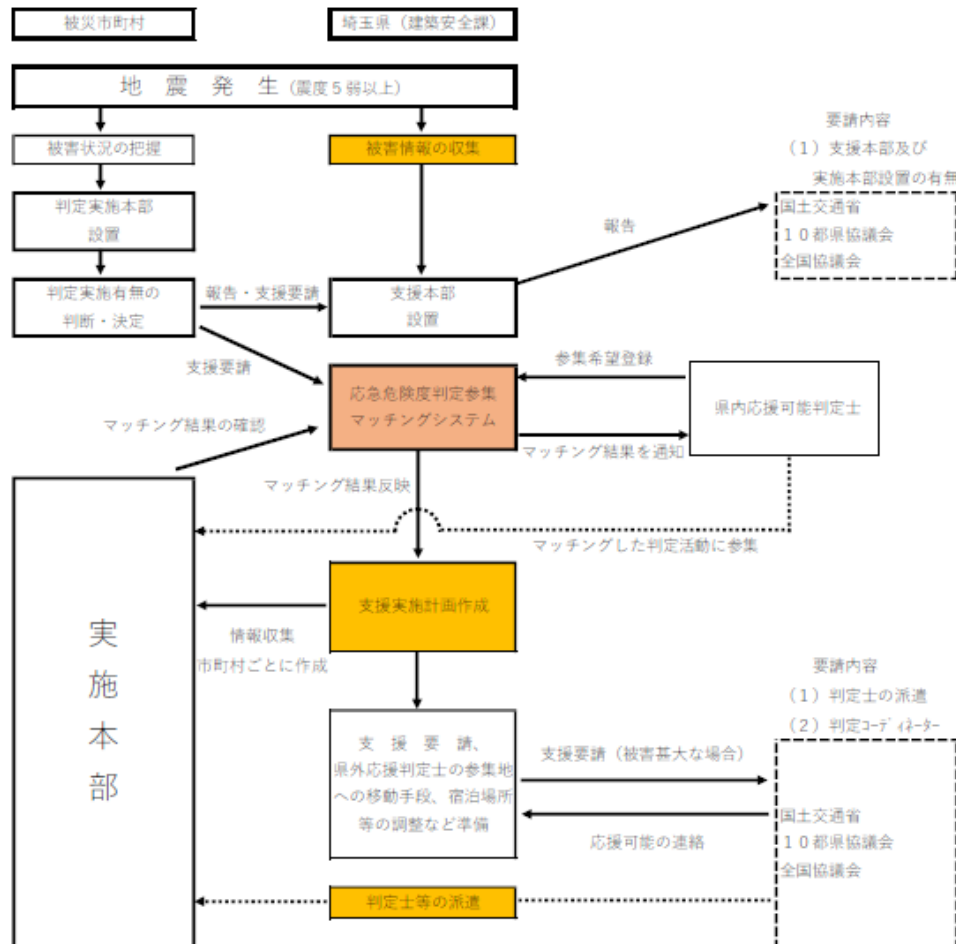 被災市町村
埼玉県（建築安全課）
地　震　発　生（震度５弱以上）
被害状況の把握
被害情報の収集
要請内容
（１）支援本部及び
実施本部設置の有無
判定実施本部
設置
国土交通省
１０都県協議会
全国協議会
報告
判定実施有無の
判断・決定
報告・支援要請
支援本部
設置
支援要請
参集希望登録
応急危険度判定参集
マッチングシステム
県内応援可能判定士
マッチング結果の確認
マッチング結果を通知
マッチング結果反映
マッチングした判定活動に参集
支援実施計画作成
実施本部
情報収集
市町村ごとに作成
要請内容
（１）判定士の派遣
（２）判定ｺｰﾃﾞｨﾈｰﾀｰ
支　援　要　請、
県外応援判定士の参集地
への移動手段、宿泊場所
等の調整など準備
支援要請（被害甚大な場合）
国土交通省
１０都県協議会
全国協議会
応援可能の連絡
判定士等の派遣